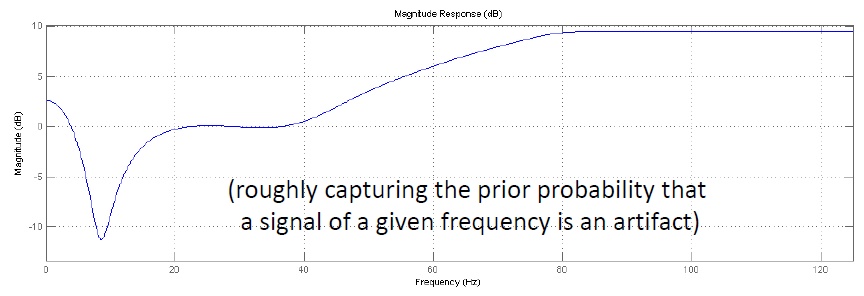 Magnitude Response (dB)
10
5
0
-5
-10
Magnitude (dB)
(roughly capturing the prior probability that
a signal of a given frequency is an artifact)
0 20 40 60 80 100 120
Frequency (Hz)